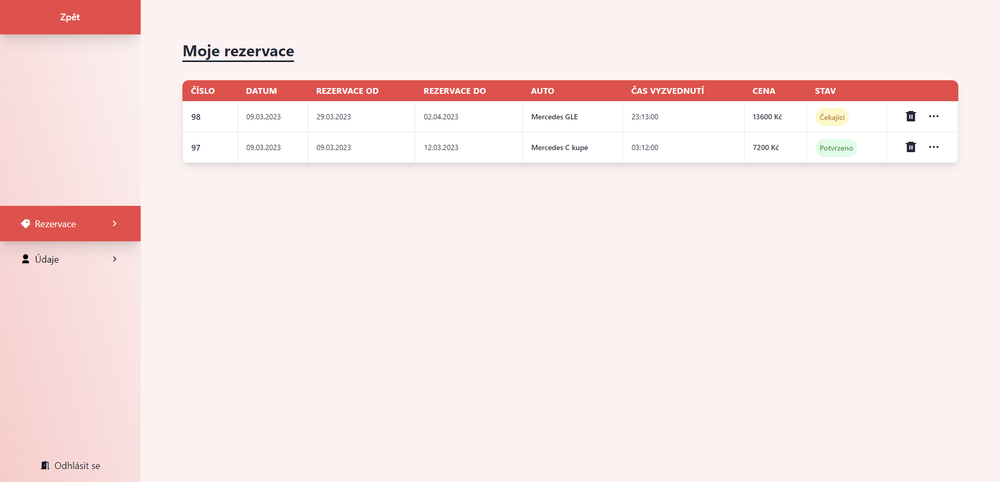 Zpět
Rezervace
Údaje
Odhlásit se
Moje rezervace
ČÍSLO DATUM REZERVACE OD REZERVACE DO AUTO ČAS VYZVEDNUTÍ CENA STAV
98 09.03.2023 29.03.2023 02.04.2023 Mercedes GLE 23:13:00 13600 Kč Čekající
97 09.03.2023 09.03.2023 12.03.2023 Mercedes C kupé 03:12:00 7200 Kč Potvrzeno